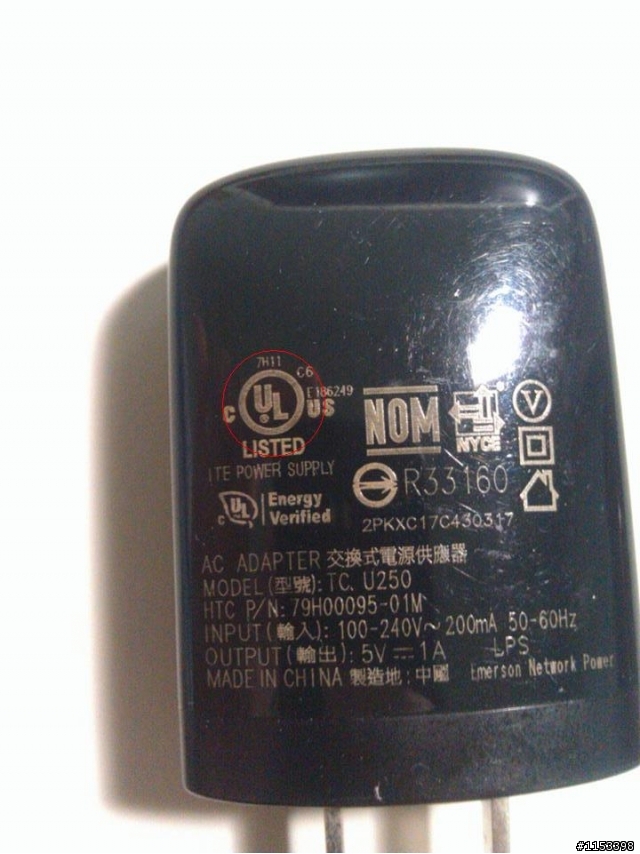 7H11
C6
E186249
C UL US
LISTED
ITE POWER SUPPLY
C UL Energy Verified
NOM
NYCE
V
R33160
2PKXC17C430317
AC ADAPTER 交換式電源供應器
MODEL(型號): TC U250
HTC P/N: 79H00095-01M
INPUT(輸入): 100-240V~200mA 50-60Hz
OUTPUT(輸出): 5V⎓1A LPS
MADE IN CHINA 製造地:中國 Emerson Network Power
#1153398